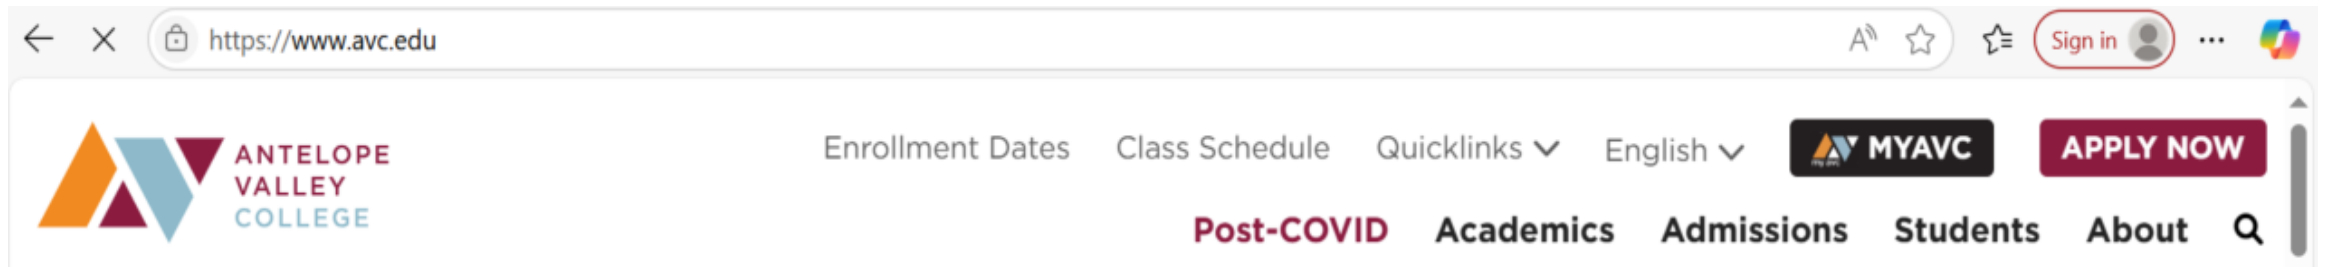 https://www.avc.edu
Sign in
ANTELOPE
VALLEY
COLLEGE
Enrollment Dates Class Schedule Quicklinks English MYAVC APPLY NOW
Post-COVID Academics Admissions Students About